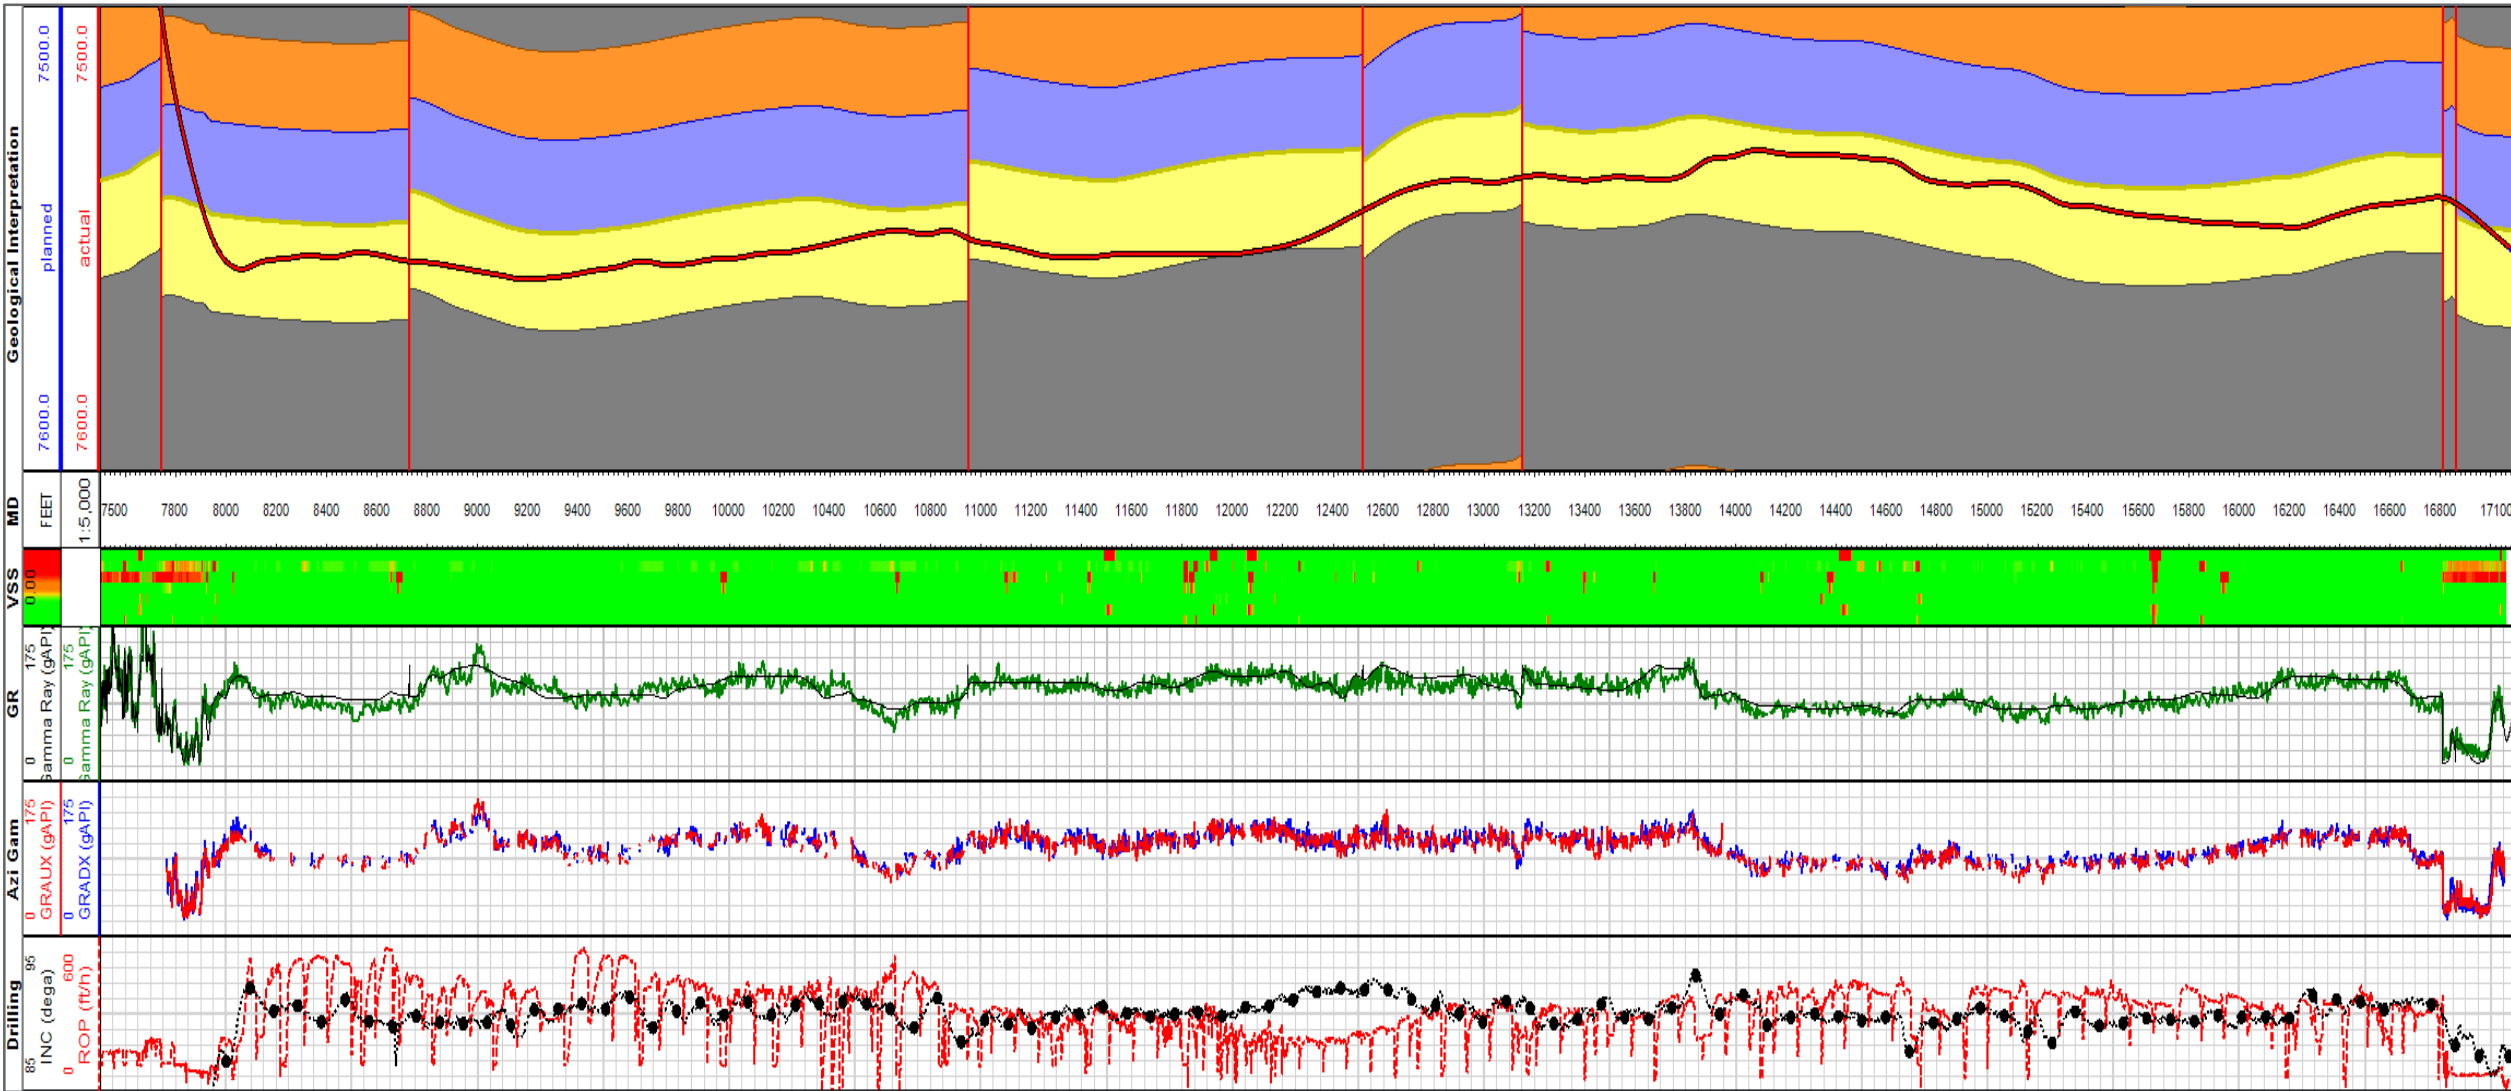 Geological Interpretation
7500.0
planned
7600.0
7500.0
actual
7600.0
MD
FEET
1:5,000
7500 7800 8000 8200 8400 8600 8800 9000 9200 9400 9600 9800 10000 10200 10400 10600 10800 11000 11200 11400 11600 11800 12000 12200 12400 12600 12800 13000 13200 13400 13600 13800 14000 14200 14400 14600 14800 15000 15200 15400 15600 15800 16000 16200 16400 16600 16800 17100
VSS
0.00
GR
0 175
Gamma Ray (gAPI)
0 175
Gamma Ray (gAPI)
Azi Gam
0 175
GRAUX (gAPI)
0 175
GRADX (gAPI)
Drilling
85 95
INC (dega)
0 600
ROP (ft/h)